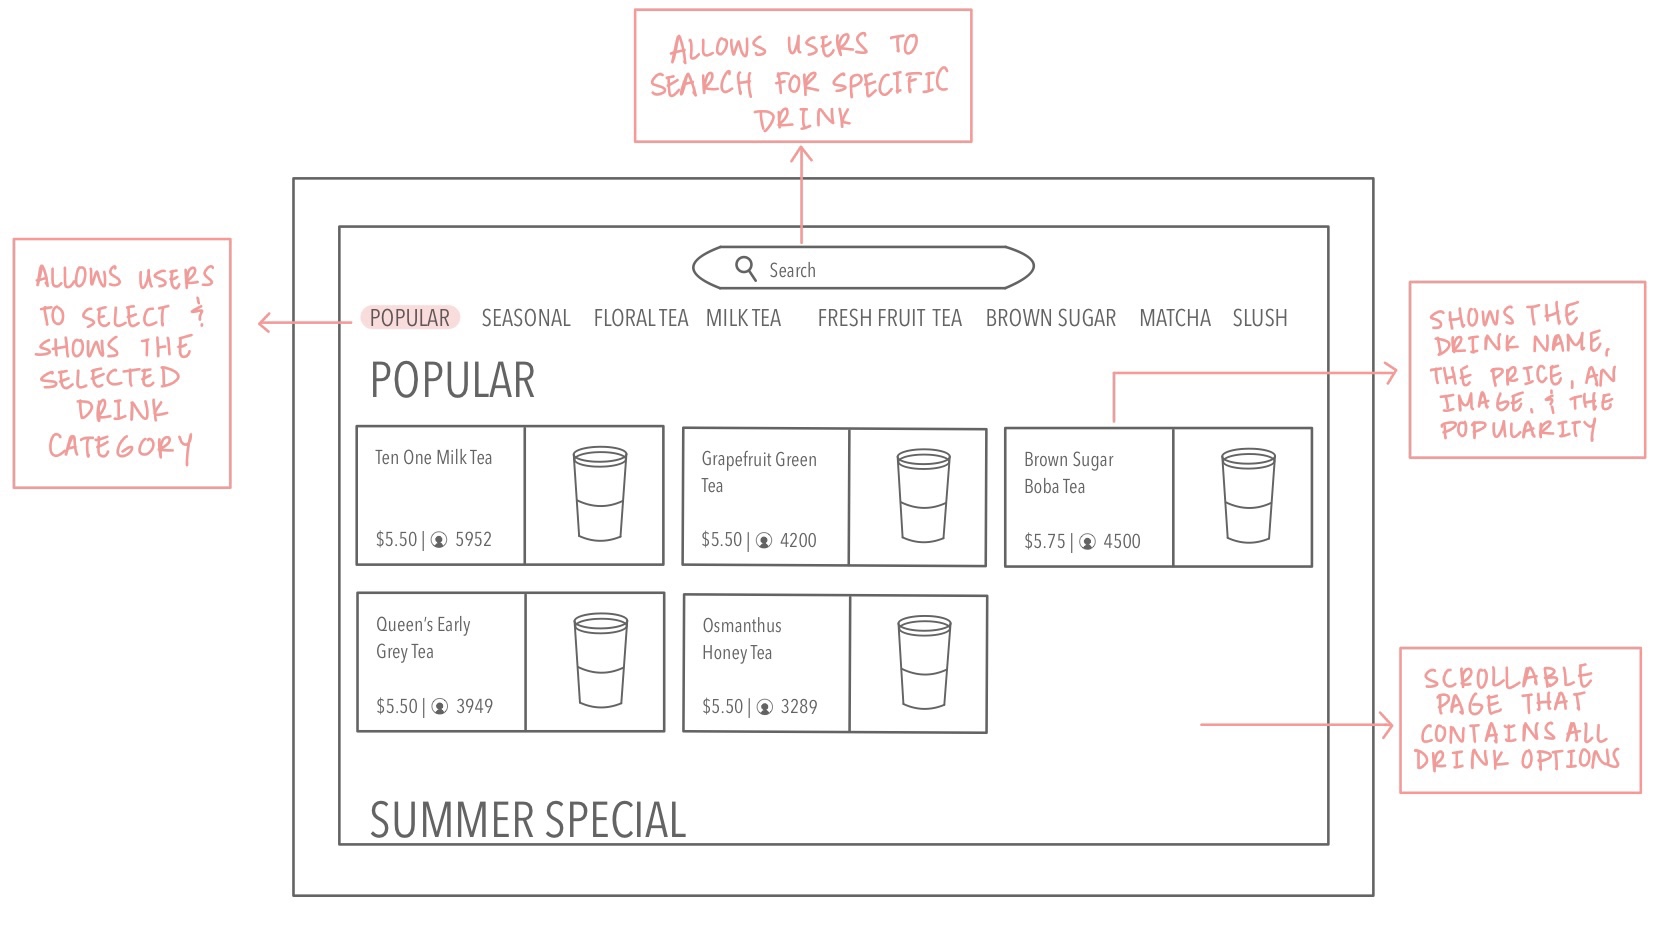 ALLOWS USERS TO
SEARCH FOR SPECIFIC
DRINK
ALLOWS USERS
TO SELECT &
SHOWS THE
SELECTED
DRINK
CATEGORY
Search
POPULAR SEASONAL FLORAL TEA MILK TEA FRESH FRUIT TEA BROWN SUGAR MATCHA SLUSH
POPULAR
SHOWS THE
DRINK NAME,
THE PRICE, AN
IMAGE, & THE
POPULARITY
Ten One Milk Tea
$5.50 | 5952
Grapefruit Green
Tea
$5.50 | 4200
Brown Sugar
Boba Tea
$5.75 | 4500
Queen's Early
Grey Tea
$5.50 | 3949
Osmanthus
Honey Tea
$5.50 | 3289
SCROLLABLE
PAGE THAT
CONTAINS ALL
DRINK OPTIONS
SUMMER SPECIAL